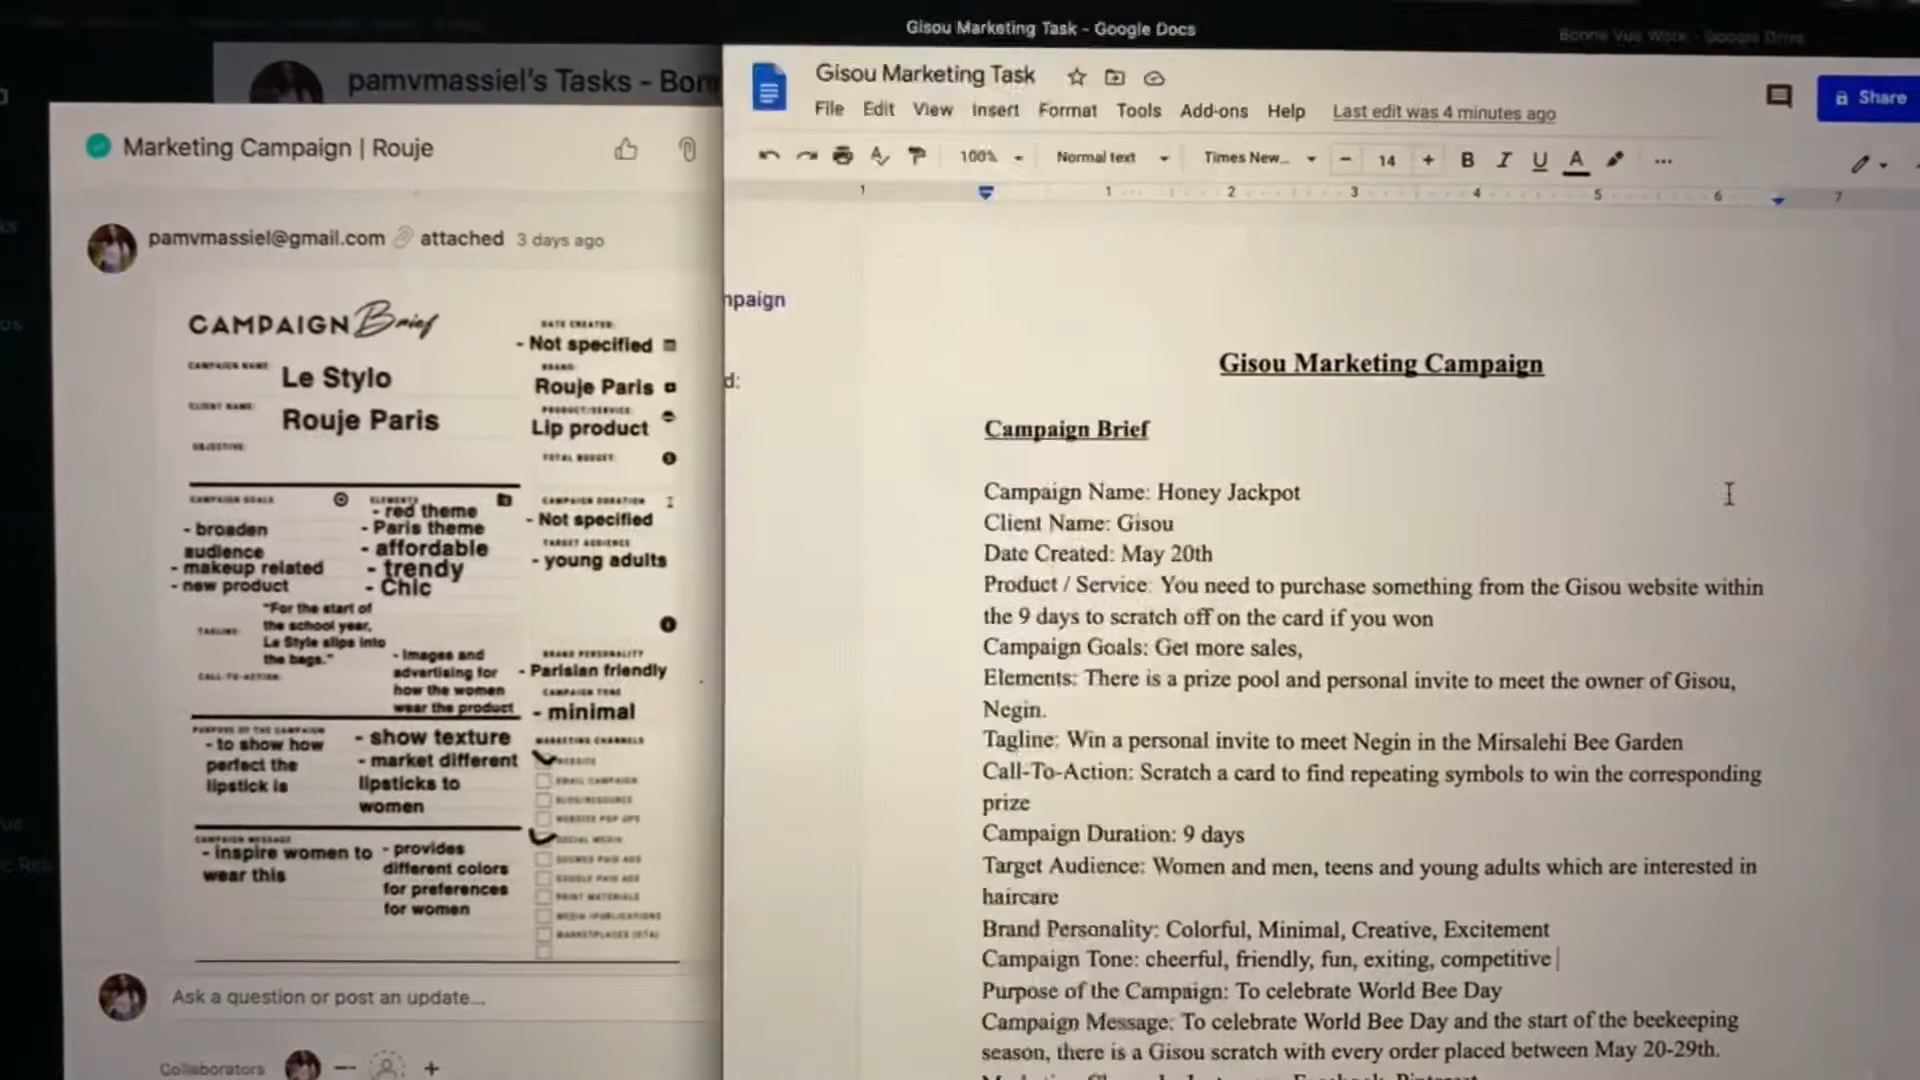 Gisou Marketing Task - Google Docs
Bonne Vue Work - Google Drive
pamvmassiel's Tasks - Bon
Marketing Campaign | Rouje
pamvmassiel@gmail.com attached 3 days ago
CAMPAIGN Brief
CAMPAIGN NAME:
Le Stylo
CLIENT NAME:
Rouje Paris
OBJECTIVE:
DATE CREATED:
- Not specified
BRAND:
Rouje Paris
PRODUCT/SERVICE:
Lip product
TOTAL BUDGET:
CAMPAIGN GOALS
- broaden
audience
- makeup related
- new product
ELEMENTS
- red theme
- Paris theme
- affordable
- trendy
- Chic
CAMPAIGN DURATION
- Not specified
TARGET AUDIENCE
- young adults
TAGLINE:
"For the start of
the school year,
Le Style slips into
the bags."
CALL-TO-ACTION:
- Images and
advertising for
how the women
wear the product
BRAND PERSONALITY
- Parisian friendly
CAMPAIGN TONE
- minimal
PURPOSE OF THE CAMPAIGN
- to show how
perfect the
lipstick is
- show texture
- market different
lipsticks to
women
CAMPAIGN MESSAGE
- inspire women to
wear this
- provides
different colors
for preferences
for women
MARKETING CHANNELS
WEBSITE
EMAIL CAMPAIGN
BLOG/RESOURCE
WEBSITE POP UPS
SOCIAL MEDIA
SOCMED PAID ADS
GOOGLE PAID ADS
PRINT MATERIALS
MEDIA /PUBLICATIONS
MARKETPLACES (OTA)
Ask a question or post an update...
Collaborators
Gisou Marketing Task
File Edit View Insert Format Tools Add-ons Help Last edit was 4 minutes ago
Share
100% Normal text Times New... - 14 + B I U A ...
1 1 2 3 4 5 6 7
npaign
d:
Gisou Marketing Campaign
Campaign Brief
Campaign Name: Honey Jackpot
Client Name: Gisou
Date Created: May 20th
Product / Service: You need to purchase something from the Gisou website within
the 9 days to scratch off on the card if you won
Campaign Goals: Get more sales,
Elements: There is a prize pool and personal invite to meet the owner of Gisou,
Negin.
Tagline: Win a personal invite to meet Negin in the Mirsalehi Bee Garden
Call-To-Action: Scratch a card to find repeating symbols to win the corresponding
prize
Campaign Duration: 9 days
Target Audience: Women and men, teens and young adults which are interested in
haircare
Brand Personality: Colorful, Minimal, Creative, Excitement
Campaign Tone: cheerful, friendly, fun, exiting, competitive
Purpose of the Campaign: To celebrate World Bee Day
Campaign Message: To celebrate World Bee Day and the start of the beekeeping
season, there is a Gisou scratch with every order placed between May 20-29th.